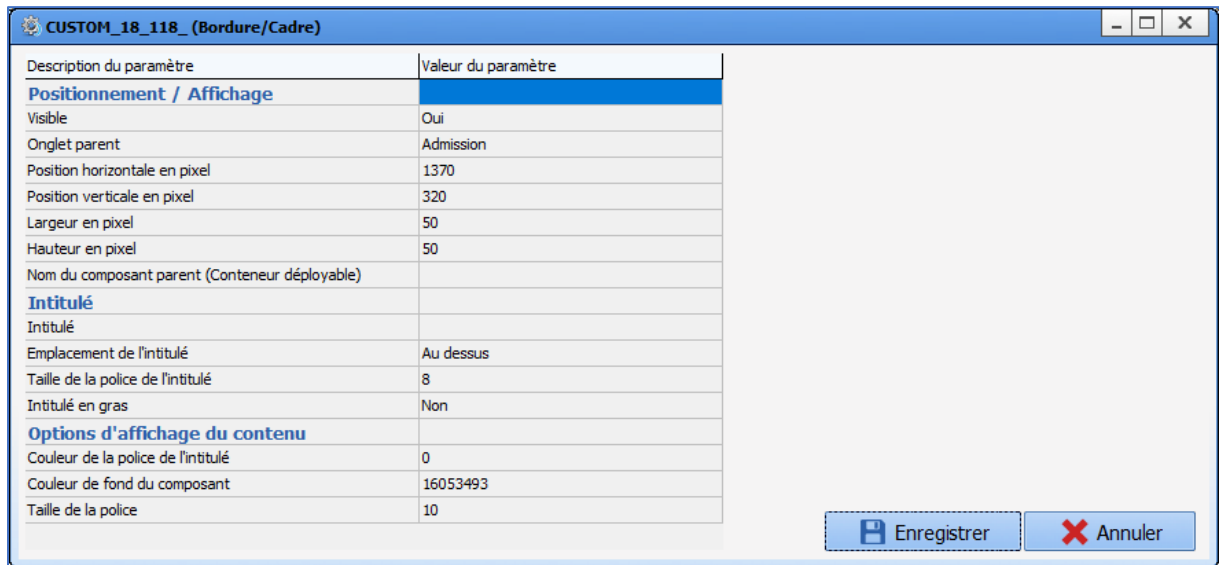 CUSTOM_18_118_ (Bordure/Cadre)
Description du paramètre Valeur du paramètre
Positionnement / Affichage
Visible Oui
Onglet parent Admission
Position horizontale en pixel 1370
Position verticale en pixel 320
Largeur en pixel 50
Hauteur en pixel 50
Nom du composant parent (Conteneur déployable)
Intitulé
Intitulé
Emplacement de l'intitulé Au dessus
Taille de la police de l'intitulé 8
Intitulé en gras Non
Options d'affichage du contenu
Couleur de la police de l'intitulé 0
Couleur de fond du composant 16053493
Taille de la police 10
Enregistrer Annuler